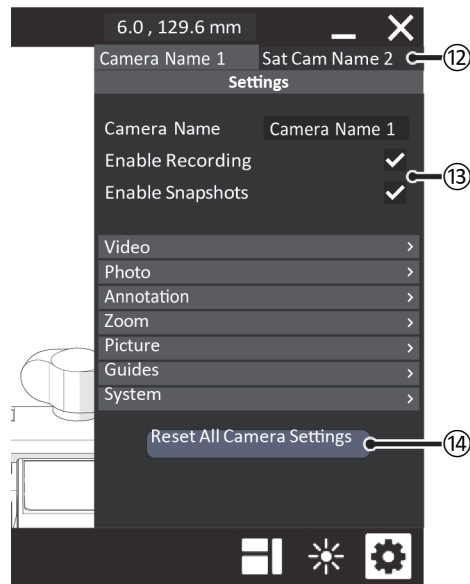 6.0 , 129.6 mm
Camera Name 1 Sat Cam Name 2 ⑫
Settings
Camera Name Camera Name 1
Enable Recording
⑬
Enable Snapshots
Video
Photo
Annotation
Zoom
Picture
Guides
System
Reset All Camera Settings ⑭